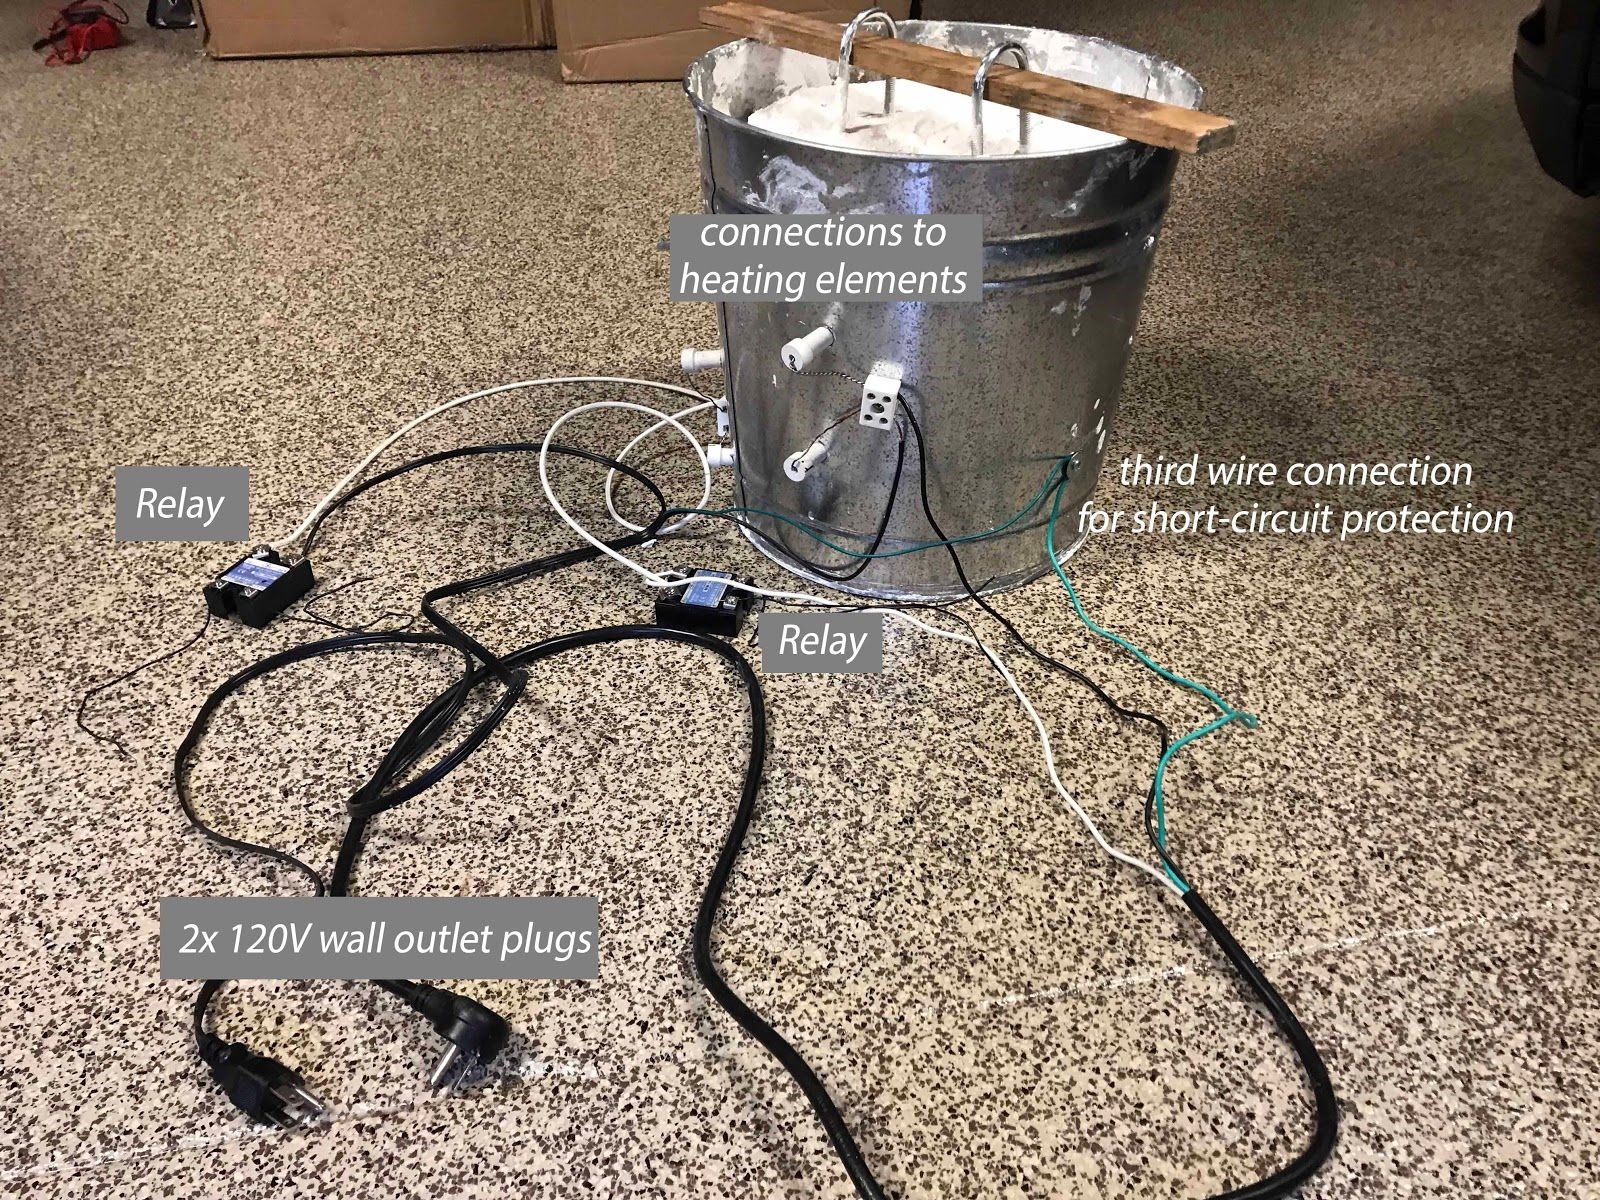 connections to
heating elements
Relay
third wire connection
for short-circuit protection
Relay
2x 120V wall outlet plugs